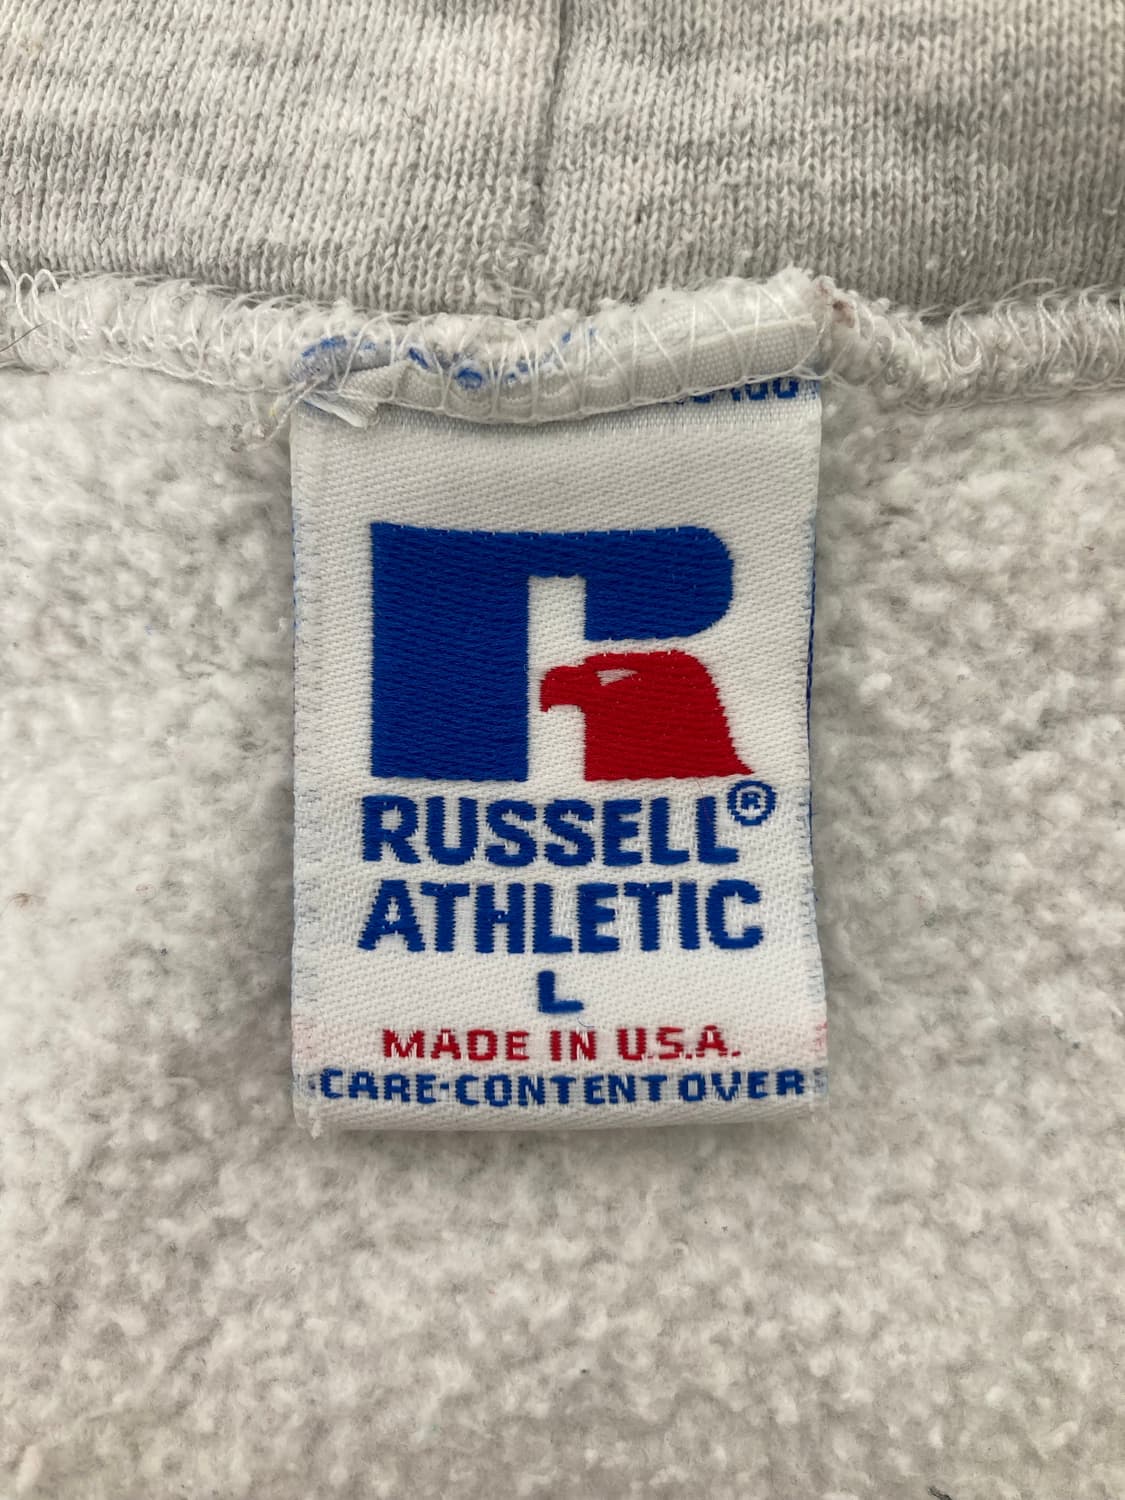 RUSSELL®
ATHLETIC
L
MADE IN U.S.A.
CARE-CONTENT OVER